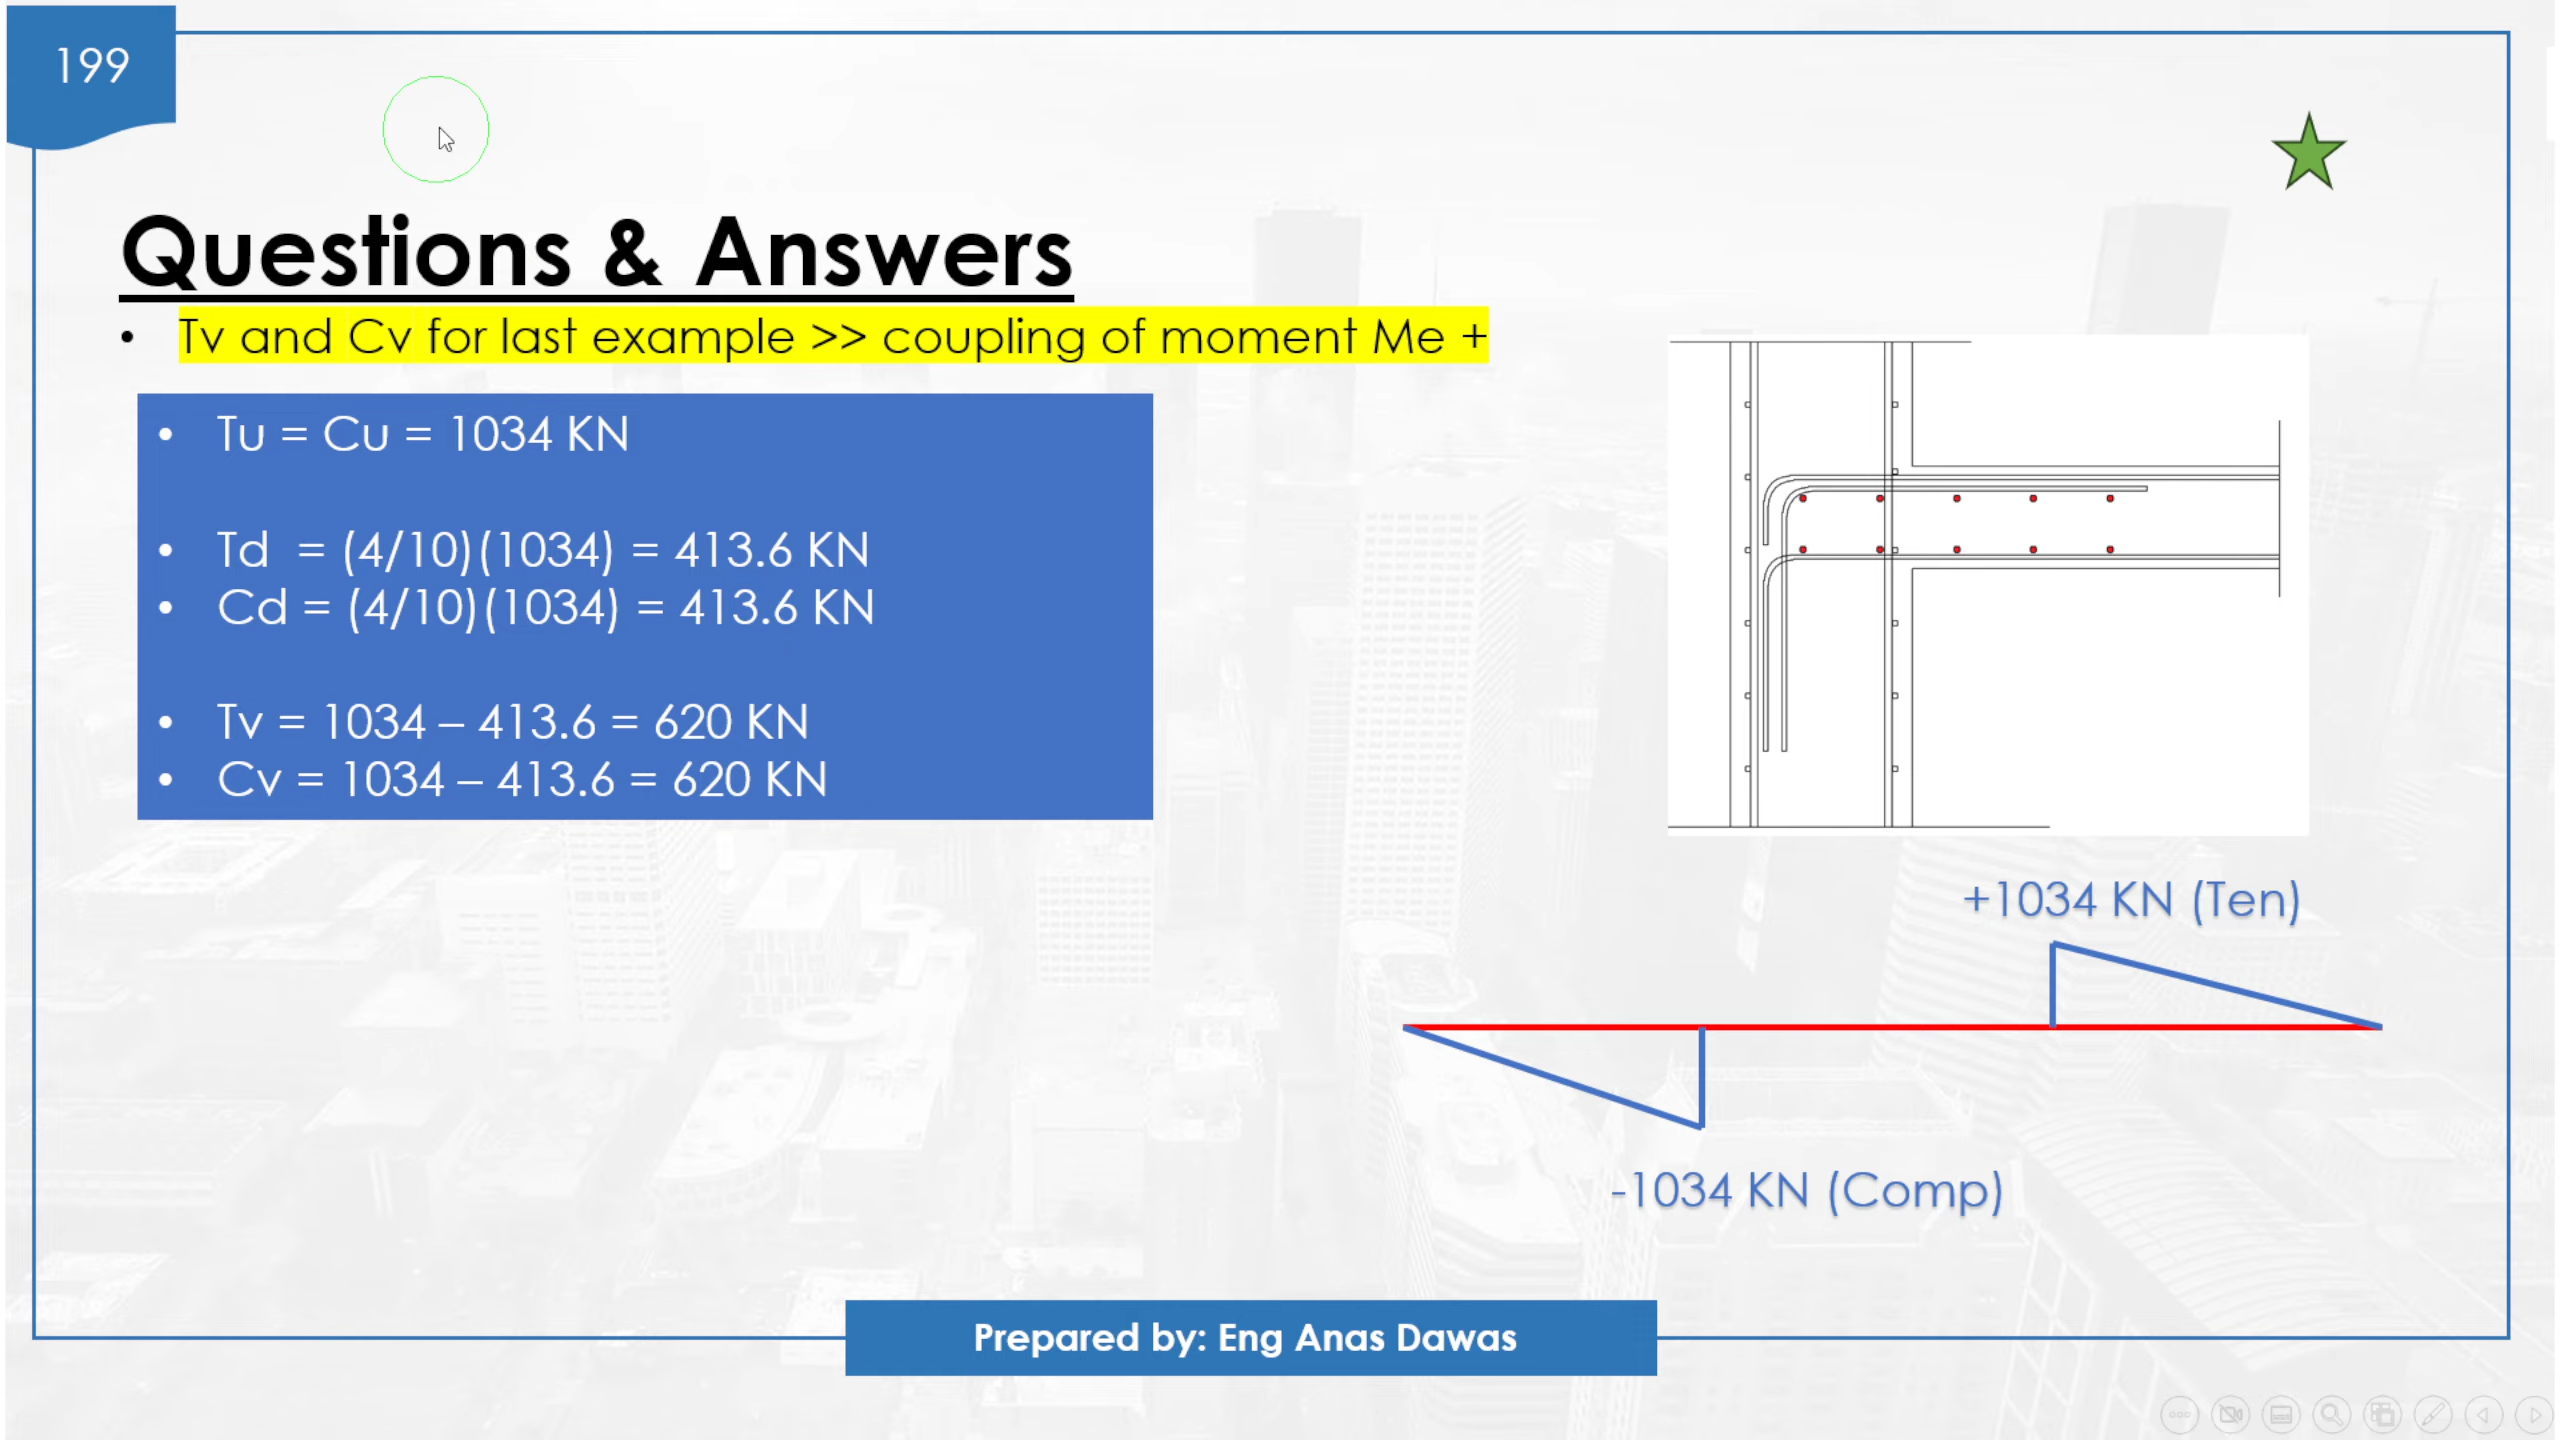 199
Questions & Answers
• Tv and Cv for last example >> coupling of moment Me +
• Tu = Cu = 1034 KN
• Td = (4/10)(1034) = 413.6 KN
• Cd = (4/10)(1034) = 413.6 KN
• Tv = 1034 – 413.6 = 620 KN
• Cv = 1034 – 413.6 = 620 KN
+1034 KN (Ten)
-1034 KN (Comp)
Prepared by: Eng Anas Dawas